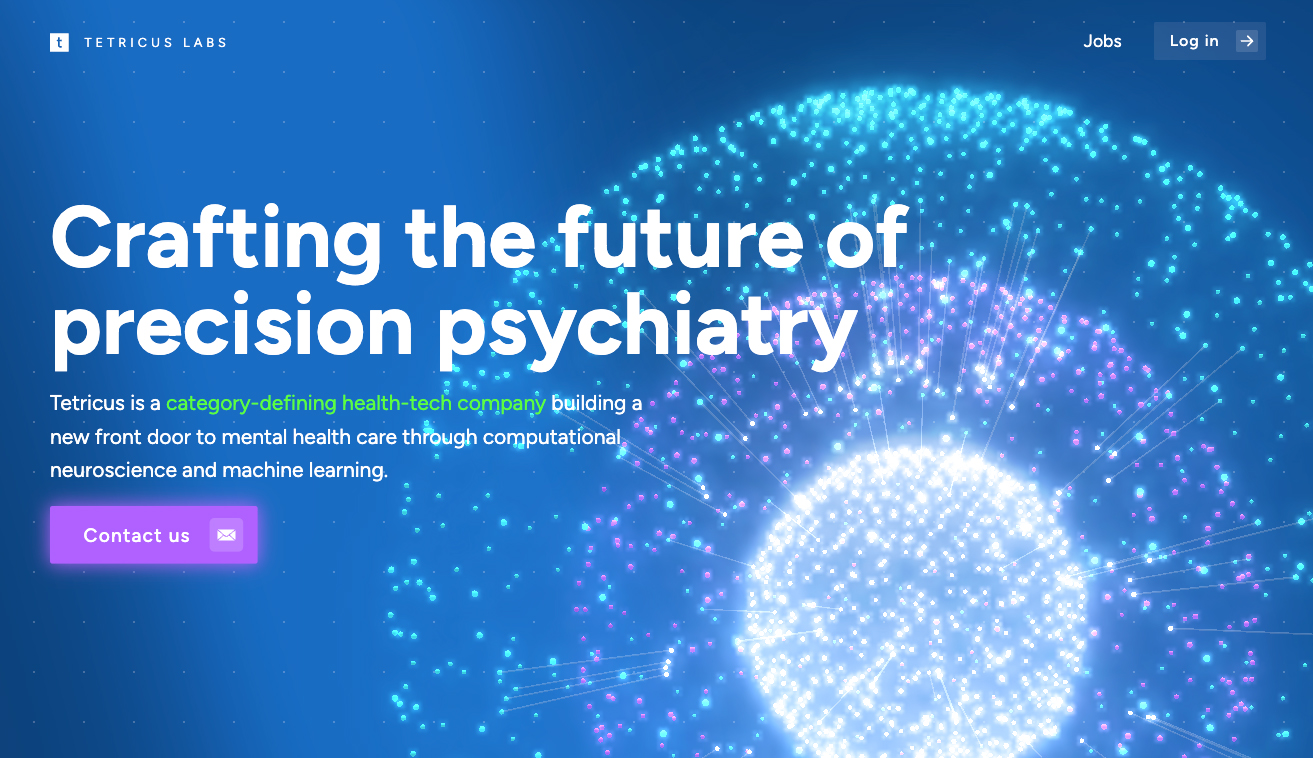 t TETRICUS LABS
Jobs
Log in
Crafting the future of
precision psychiatry
Tetricus is a category-defining health-tech company building a
new front door to mental health care through computational
neuroscience and machine learning.
Contact us